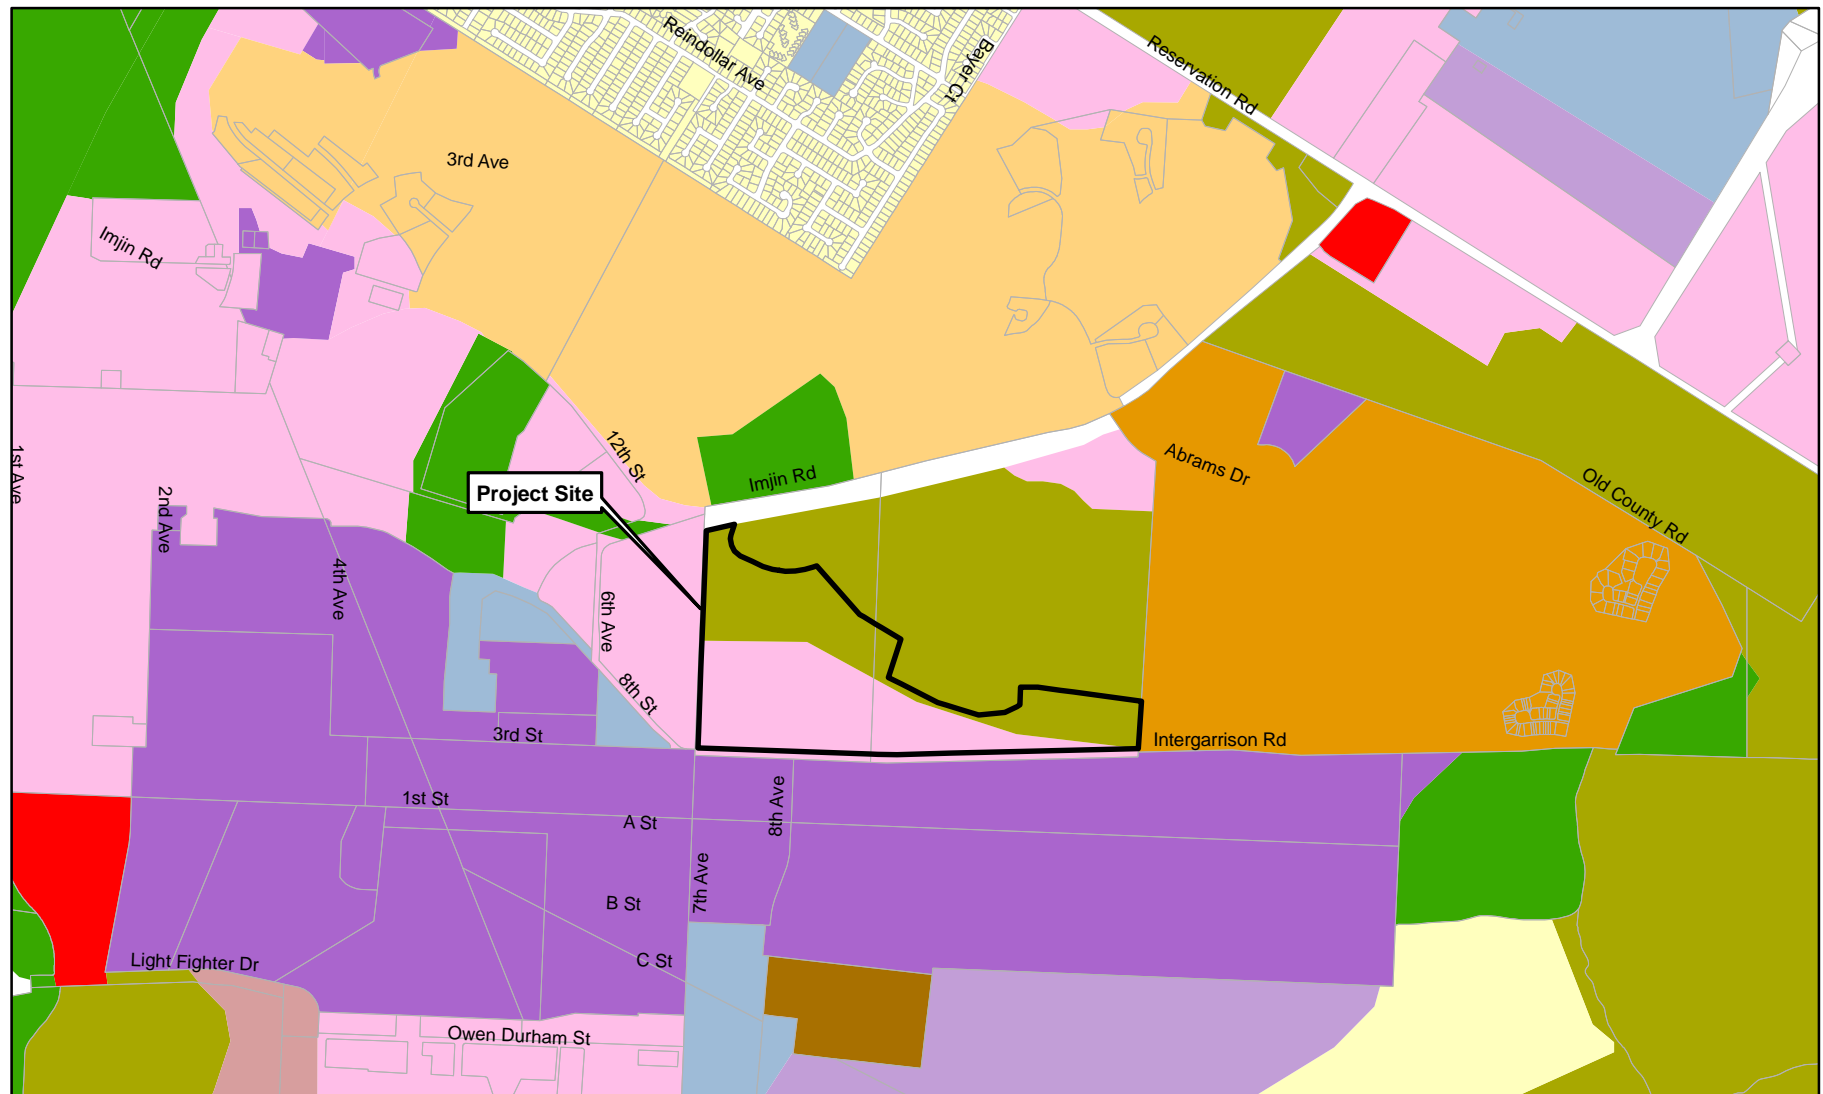 Reindollar Ave
Bayer Ct
Reservation Rd
3rd Ave
Imjin Rd
12th St
Imjin Rd
Abrams Dr
Old County Rd
1st Ave
2nd Ave
Project Site
4th Ave
6th Ave
8th St
3rd St
Intergarrison Rd
1st St
A St
8th Ave
7th Ave
B St
C St
Light Fighter Dr
Owen Durham St